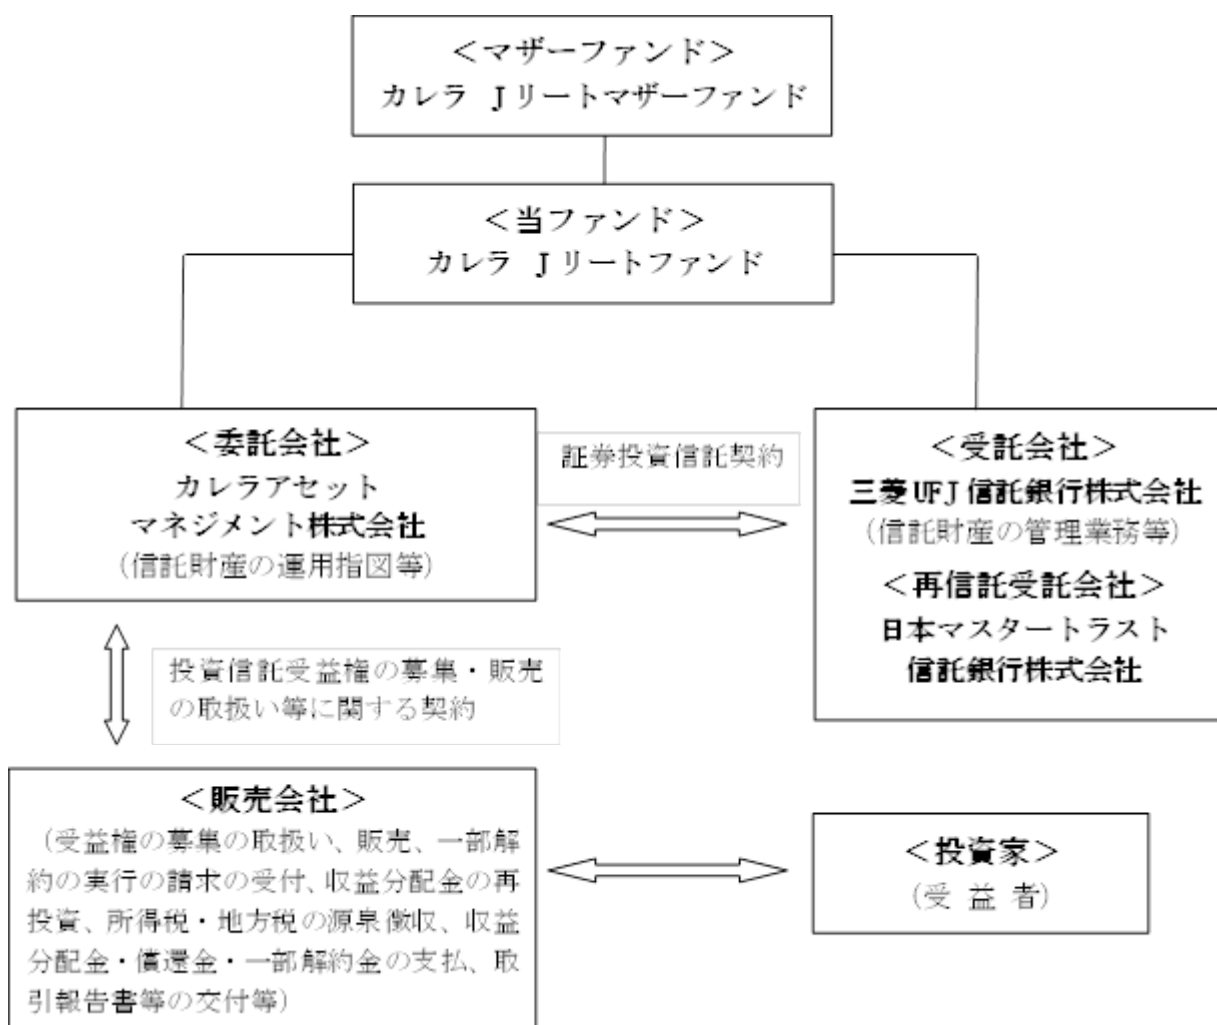 ＜マザーファンド＞
カレラ Ｊリートマザーファンド
＜当ファンド＞
カレラ Ｊリートファンド
＜委託会社＞
カレラアセット
マネジメント株式会社
（信託財産の運用指図等）
証券投資信託契約
＜受託会社＞
三菱UFJ信託銀行株式会社
（信託財産の管理業務等）
＜再信託受託会社＞
日本マスタートラスト
信託銀行株式会社
投資信託受益権の募集・販売
の取扱い等に関する契約
＜販売会社＞
（受益権の募集の取扱い、販売、一部解
約の実行の請求の受付、収益分配金の再
投資、所得税・地方税の源泉徴収、収益
分配金・償還金・一部解約金の支払、取
引報告書等の交付等）
＜投資家＞
（受 益 者）